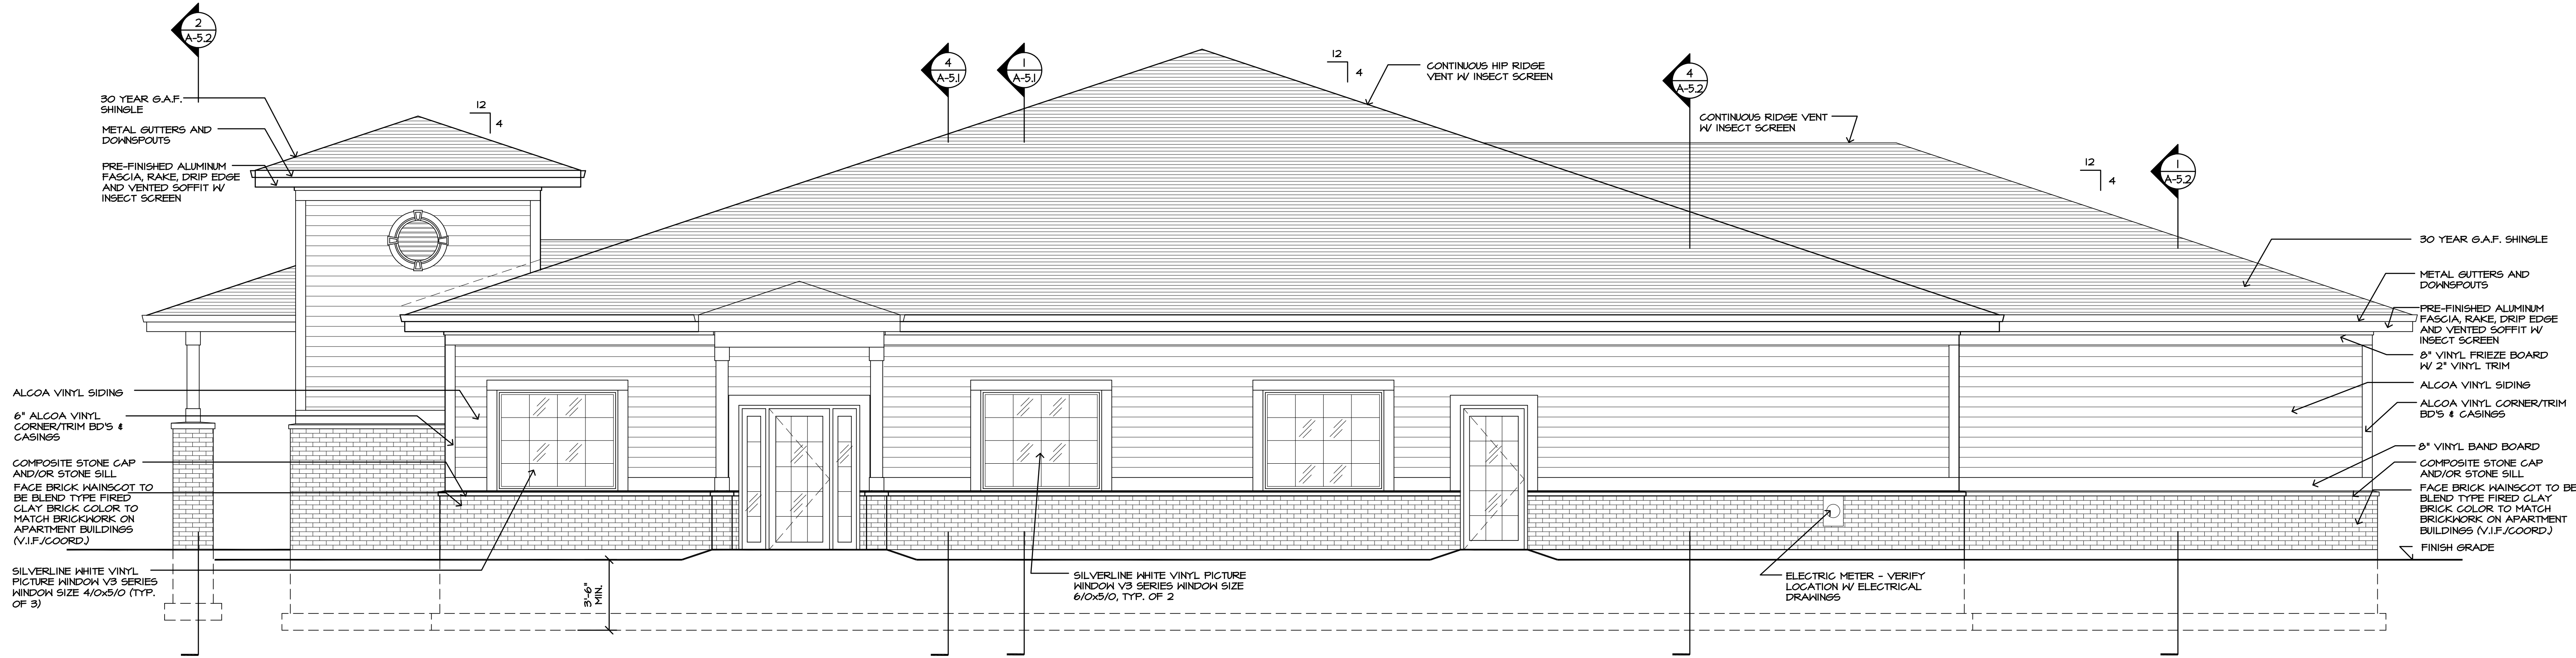 2
A-5.2
30 YEAR G.A.F.
SHINGLE
METAL GUTTERS AND
DOWNSPOUTS
PRE-FINISHED ALUMINUM
FASCIA, RAKE, DRIP EDGE
AND VENTED SOFFIT W/
INSECT SCREEN
12
4
4
A-5.1
1
A-5.1
12
4
CONTINUOUS HIP RIDGE
VENT W/ INSECT SCREEN
4
A-5.2
CONTINUOUS RIDGE VENT
W/ INSECT SCREEN
12
4
1
A-5.2
ALCOA VINYL SIDING
6" ALCOA VINYL
CORNER/TRIM BD'S &
CASINGS
COMPOSITE STONE CAP
AND/OR STONE SILL
FACE BRICK WAINSCOT TO
BE BLEND TYPE FIRED
CLAY BRICK COLOR TO
MATCH BRICKWORK ON
APARTMENT BUILDINGS
(V.I.F./COORD.)
SILVERLINE WHITE VINYL
PICTURE WINDOW V3 SERIES
WINDOW SIZE 4/0x5/0 (TYP.
OF 3)
3'-6"
MIN.
SILVERLINE WHITE VINYL PICTURE
WINDOW V3 SERIES WINDOW SIZE
6/0x5/0, TYP. OF 2
ELECTRIC METER - VERIFY
LOCATION W/ ELECTRICAL
DRAWINGS
30 YEAR G.A.F. SHINGLE
METAL GUTTERS AND
DOWNSPOUTS
PRE-FINISHED ALUMINUM
FASCIA, RAKE, DRIP EDGE
AND VENTED SOFFIT W/
INSECT SCREEN
8" VINYL FRIEZE BOARD
W/ 2" VINYL TRIM
ALCOA VINYL SIDING
ALCOA VINYL CORNER/TRIM
BD'S & CASINGS
8" VINYL BAND BOARD
COMPOSITE STONE CAP
AND/OR STONE SILL
FACE BRICK WAINSCOT TO BE
BLEND TYPE FIRED CLAY
BRICK COLOR TO MATCH
BRICKWORK ON APARTMENT
BUILDINGS (V.I.F./COORD.)
FINISH GRADE